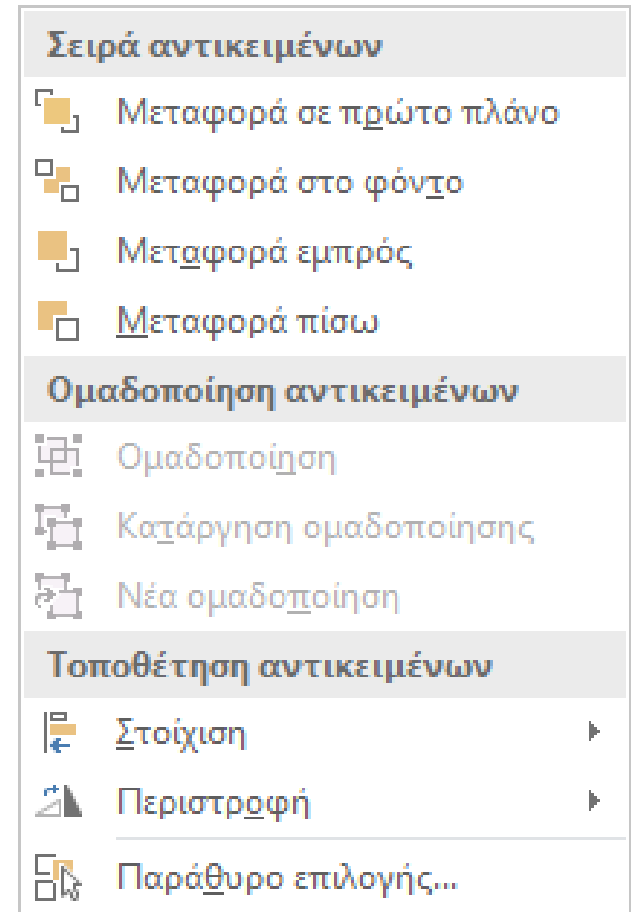 Σειρά αντικειμένων
Μεταφορά σε πρώτο πλάνο
Μεταφορά στο φόντο
Μεταφορά εμπρός
Μεταφορά πίσω
Ομαδοποίηση αντικειμένων
Ομαδοποίηση
Κατάργηση ομαδοποίησης
Νέα ομαδοποίηση
Τοποθέτηση αντικειμένων
Στοίχιση
Περιστροφή
Παράθυρο επιλογής...